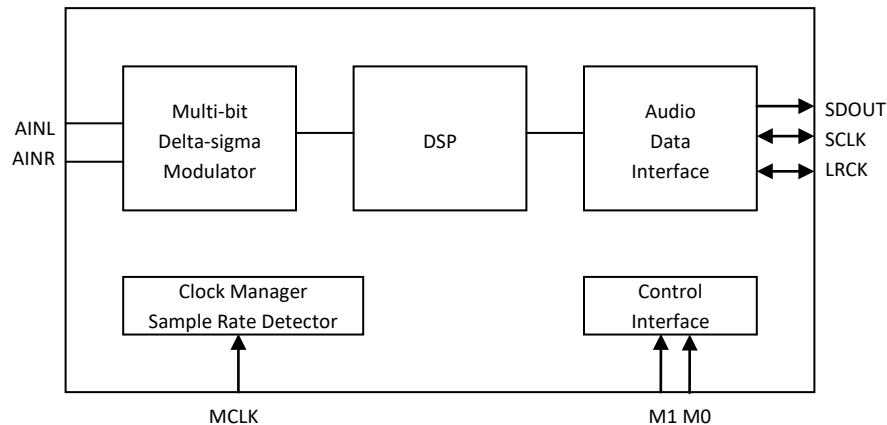 AINL
AINR
Multi-bit
Delta-sigma
Modulator
DSP
Audio
Data
Interface
SDOUT
SCLK
LRCK
Clock Manager
Sample Rate Detector
Control
Interface
MCLK
M1 M0